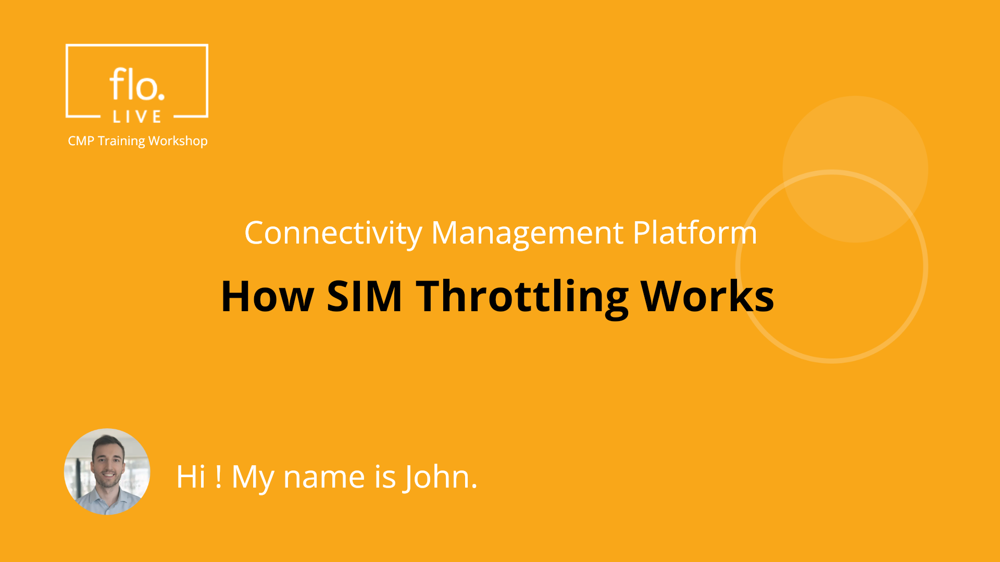 flo.
LIVE
CMP Training Workshop
Connectivity Management Platform
How SIM Throttling Works
Hi ! My name is John.